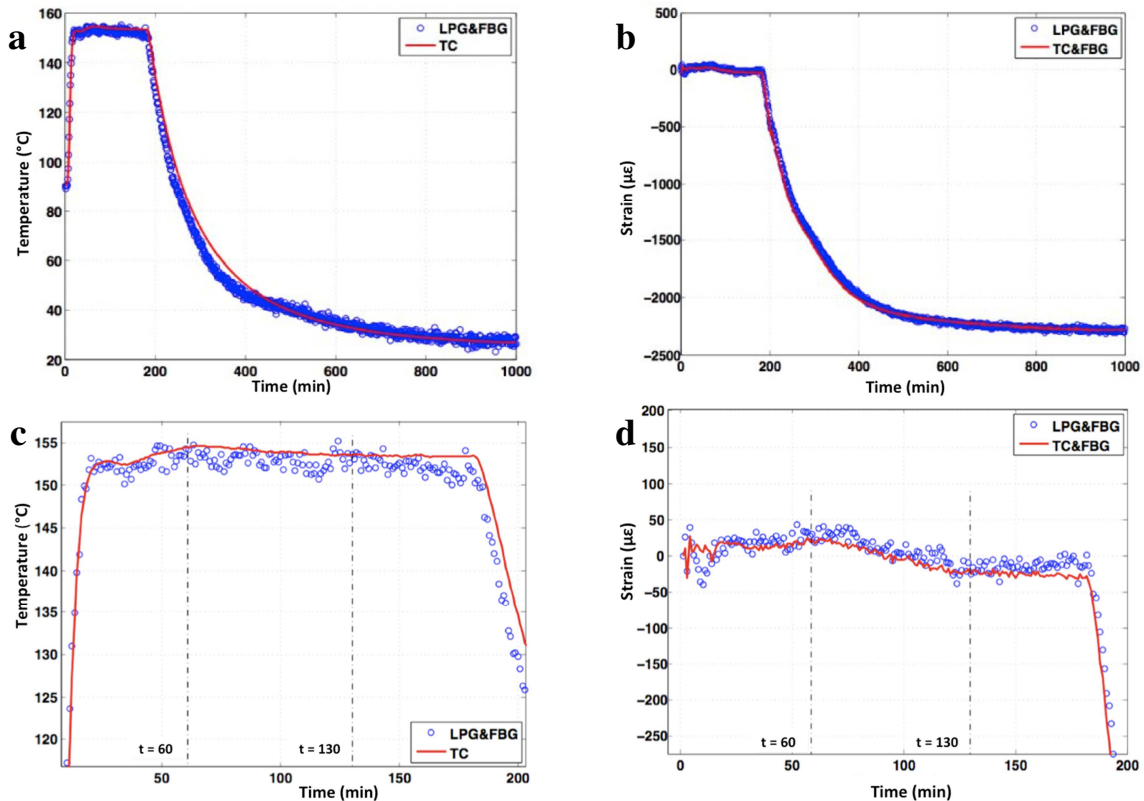 a
160
140
120
100
80
60
40
20
0
200
400
600
800
1000
Temperature (°C)
Time (min)
LPG&FBG
TC
b
500
0
−500
−1000
−1500
−2000
−2500
0
200
400
600
800
1000
Strain (µε)
Time (min)
LPG&FBG
TC&FBG
c
155
150
145
140
135
130
125
120
50
100
150
200
Temperature (°C)
Time (min)
t = 60
t = 130
LPG&FBG
TC
d
200
150
100
50
0
−50
−100
−150
−200
−250
0
50
100
150
200
Strain (µε)
Time (min)
t = 60
t = 130
LPG&FBG
TC&FBG